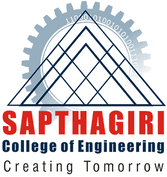 SAPTHAGIRI
College of Engineering
Creating Tomorrow